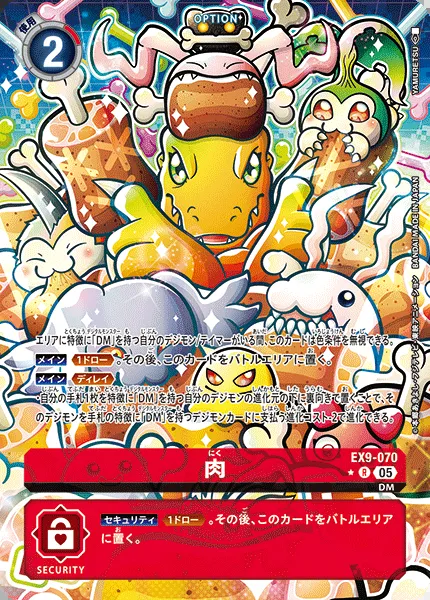 OPTION
使用
2
YAMURETSU
BANDAI MADE IN JAPAN
エリアに特徴に「DM」を持つ自分のデジモン/テイマーがいる間、このカードは色条件を無視できる。
メイン 1ドロー。その後、このカードをバトルエリアに置く。
メイン ディレイ
・自分の手札1枚を特徴に「DM」を持つ自分のデジモンの進化元の下に裏向きで置くことで、そ
のデジモンを手札の特徴に「DM」を持つデジモンカードに支払う進化コスト-2で進化できる。
にく
肉
EX9-070
R 05
DM
セキュリティ 1ドロー。その後、このカードをバトルエリア
に置く。
SECURITY